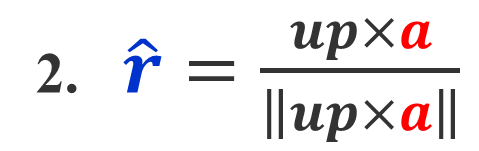 2. r̂ = up×a / ‖up×a‖